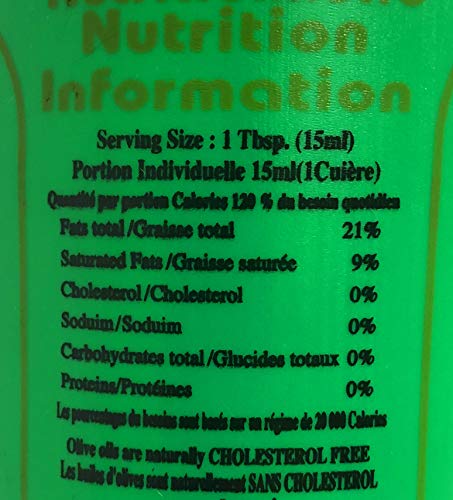 Nutrition
Information
Serving Size : 1 Tbsp. (15ml)
Portion Individuelle 15ml(1Cuière)
Quantité par portion Calories 120 % du besoin quotidien
Fats total/Graisse total 21%
Saturated Fats/Graisse saturée 9%
Cholesterol/Cholesterol 0%
Soduim/Soduim 0%
Carbohydrates total/Glucides totaux 0%
Proteins/Protéines 0%
Les pourcentages du besoins sont basés sur un régime de 20 000 Calories
Olive oils are naturally CHOLESTEROL FREE
Les huiles d'olives sont naturellement SANS CHOLESTEROL